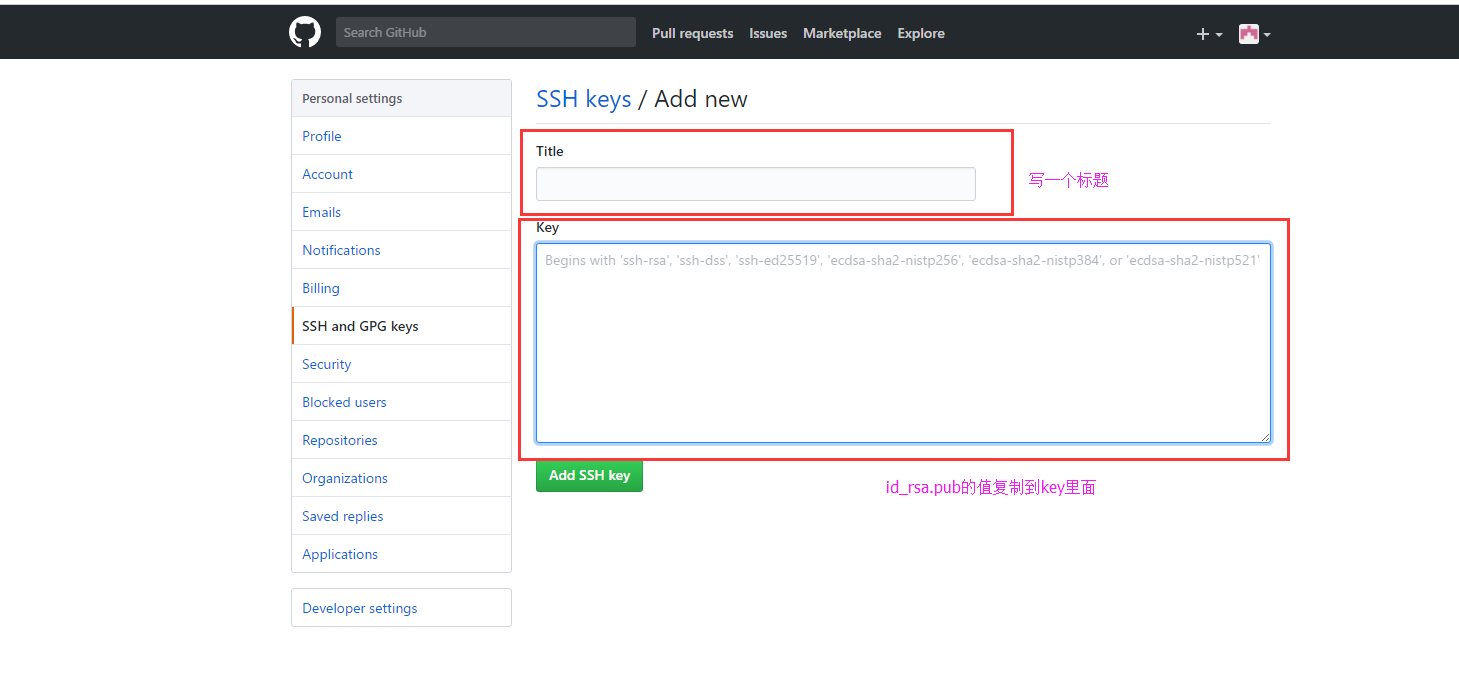 Search GitHub
Pull requests
Issues
Marketplace
Explore
Personal settings
Profile
Account
Emails
Notifications
Billing
SSH and GPG keys
Security
Blocked users
Repositories
Organizations
Saved replies
Applications
Developer settings
SSH keys / Add new
Title
写一个标题
Key
Begins with 'ssh-rsa', 'ssh-dss', 'ssh-ed25519', 'ecdsa-sha2-nistp256', 'ecdsa-sha2-nistp384', or 'ecdsa-sha2-nistp521'
Add SSH key
id_rsa.pub的值复制到key里面